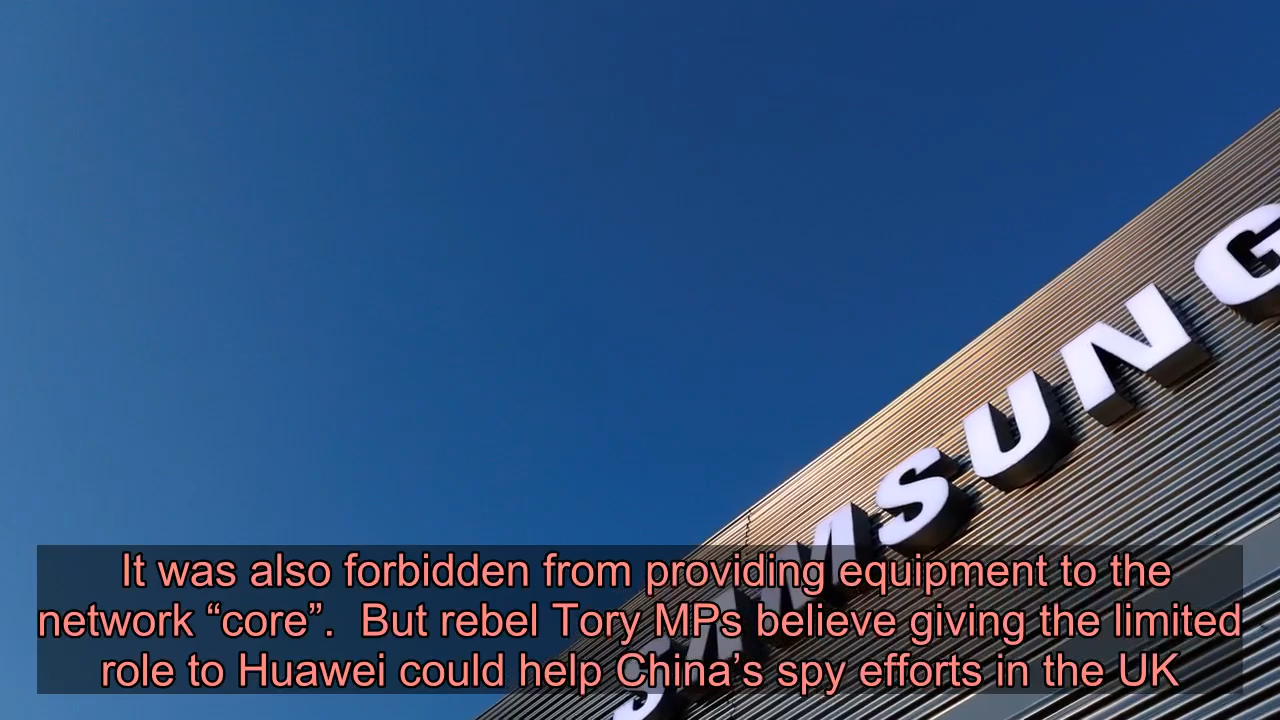 SAMSUNG
It was also forbidden from providing equipment to the
network “core”.  But rebel Tory MPs believe giving the limited
role to Huawei could help China’s spy efforts in the UK